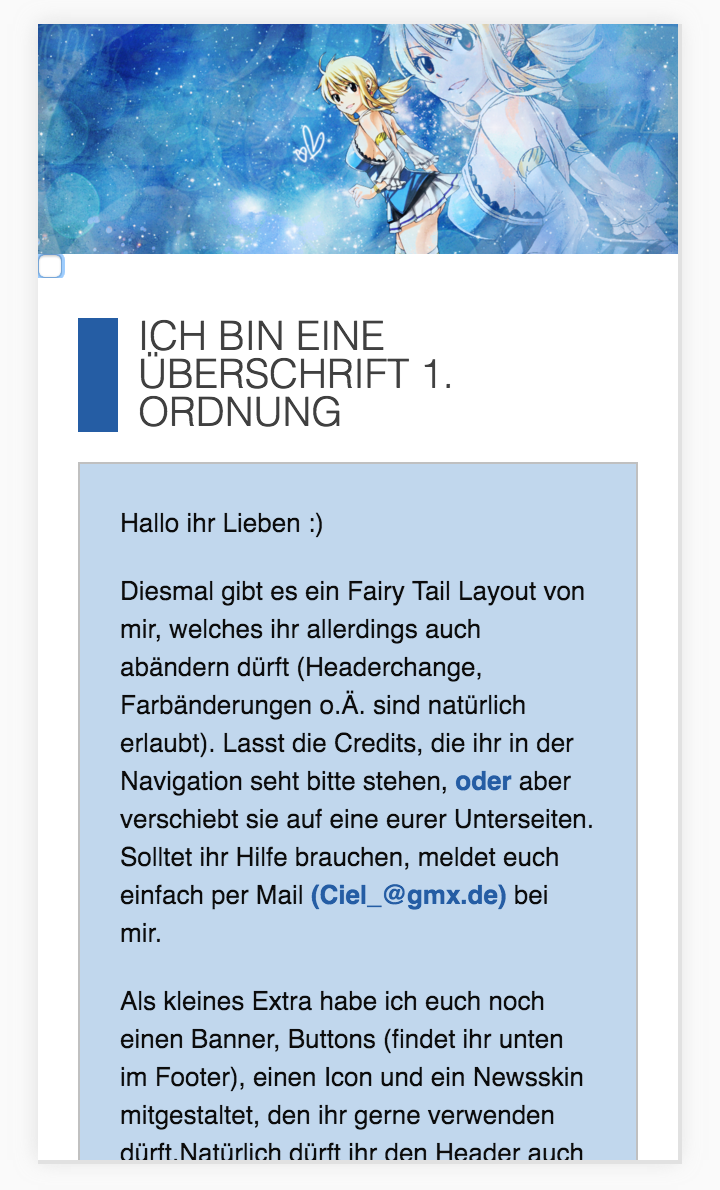 ICH BIN EINE
ÜBERSCHRIFT 1.
ORDNUNG
Hallo ihr Lieben :)
Diesmal gibt es ein Fairy Tail Layout von
mir, welches ihr allerdings auch
abändern dürft (Headerchange,
Farbänderungen o.Ä. sind natürlich
erlaubt). Lasst die Credits, die ihr in der
Navigation seht bitte stehen, oder aber
verschiebt sie auf eine eurer Unterseiten.
Solltet ihr Hilfe brauchen, meldet euch
einfach per Mail (Ciel_@gmx.de) bei
mir.
Als kleines Extra habe ich euch noch
einen Banner, Buttons (findet ihr unten
im Footer), einen Icon und ein Newsskin
mitgestaltet, den ihr gerne verwenden
dürft.Natürlich dürft ihr den Header auch